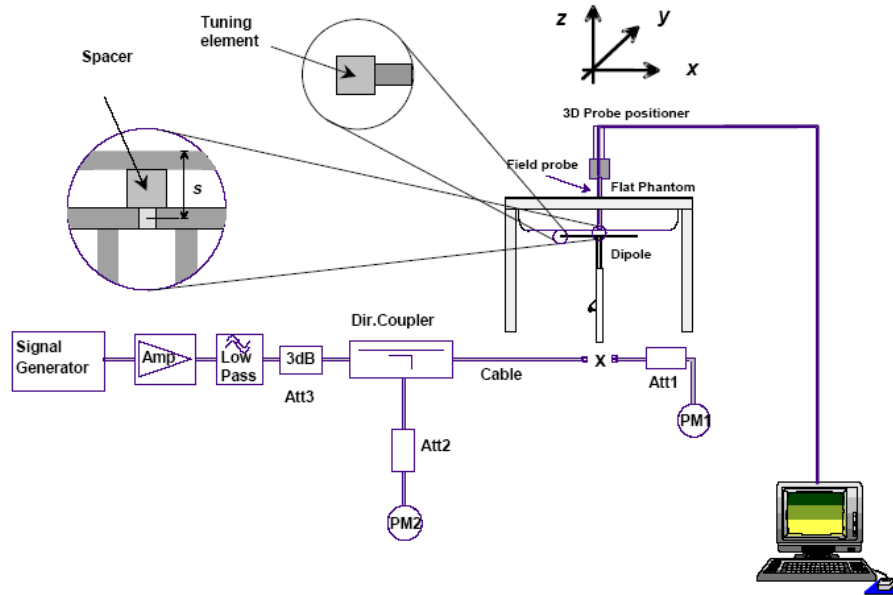 Tuning
element
z
y
x
Spacer
3D Probe positioner
s
Field probe
Flat Phantom
Dipole
Dir.Coupler
Signal
Generator
Amp
Low
Pass
3dB
Att3
Cable
X
Att1
PM1
Att2
PM2